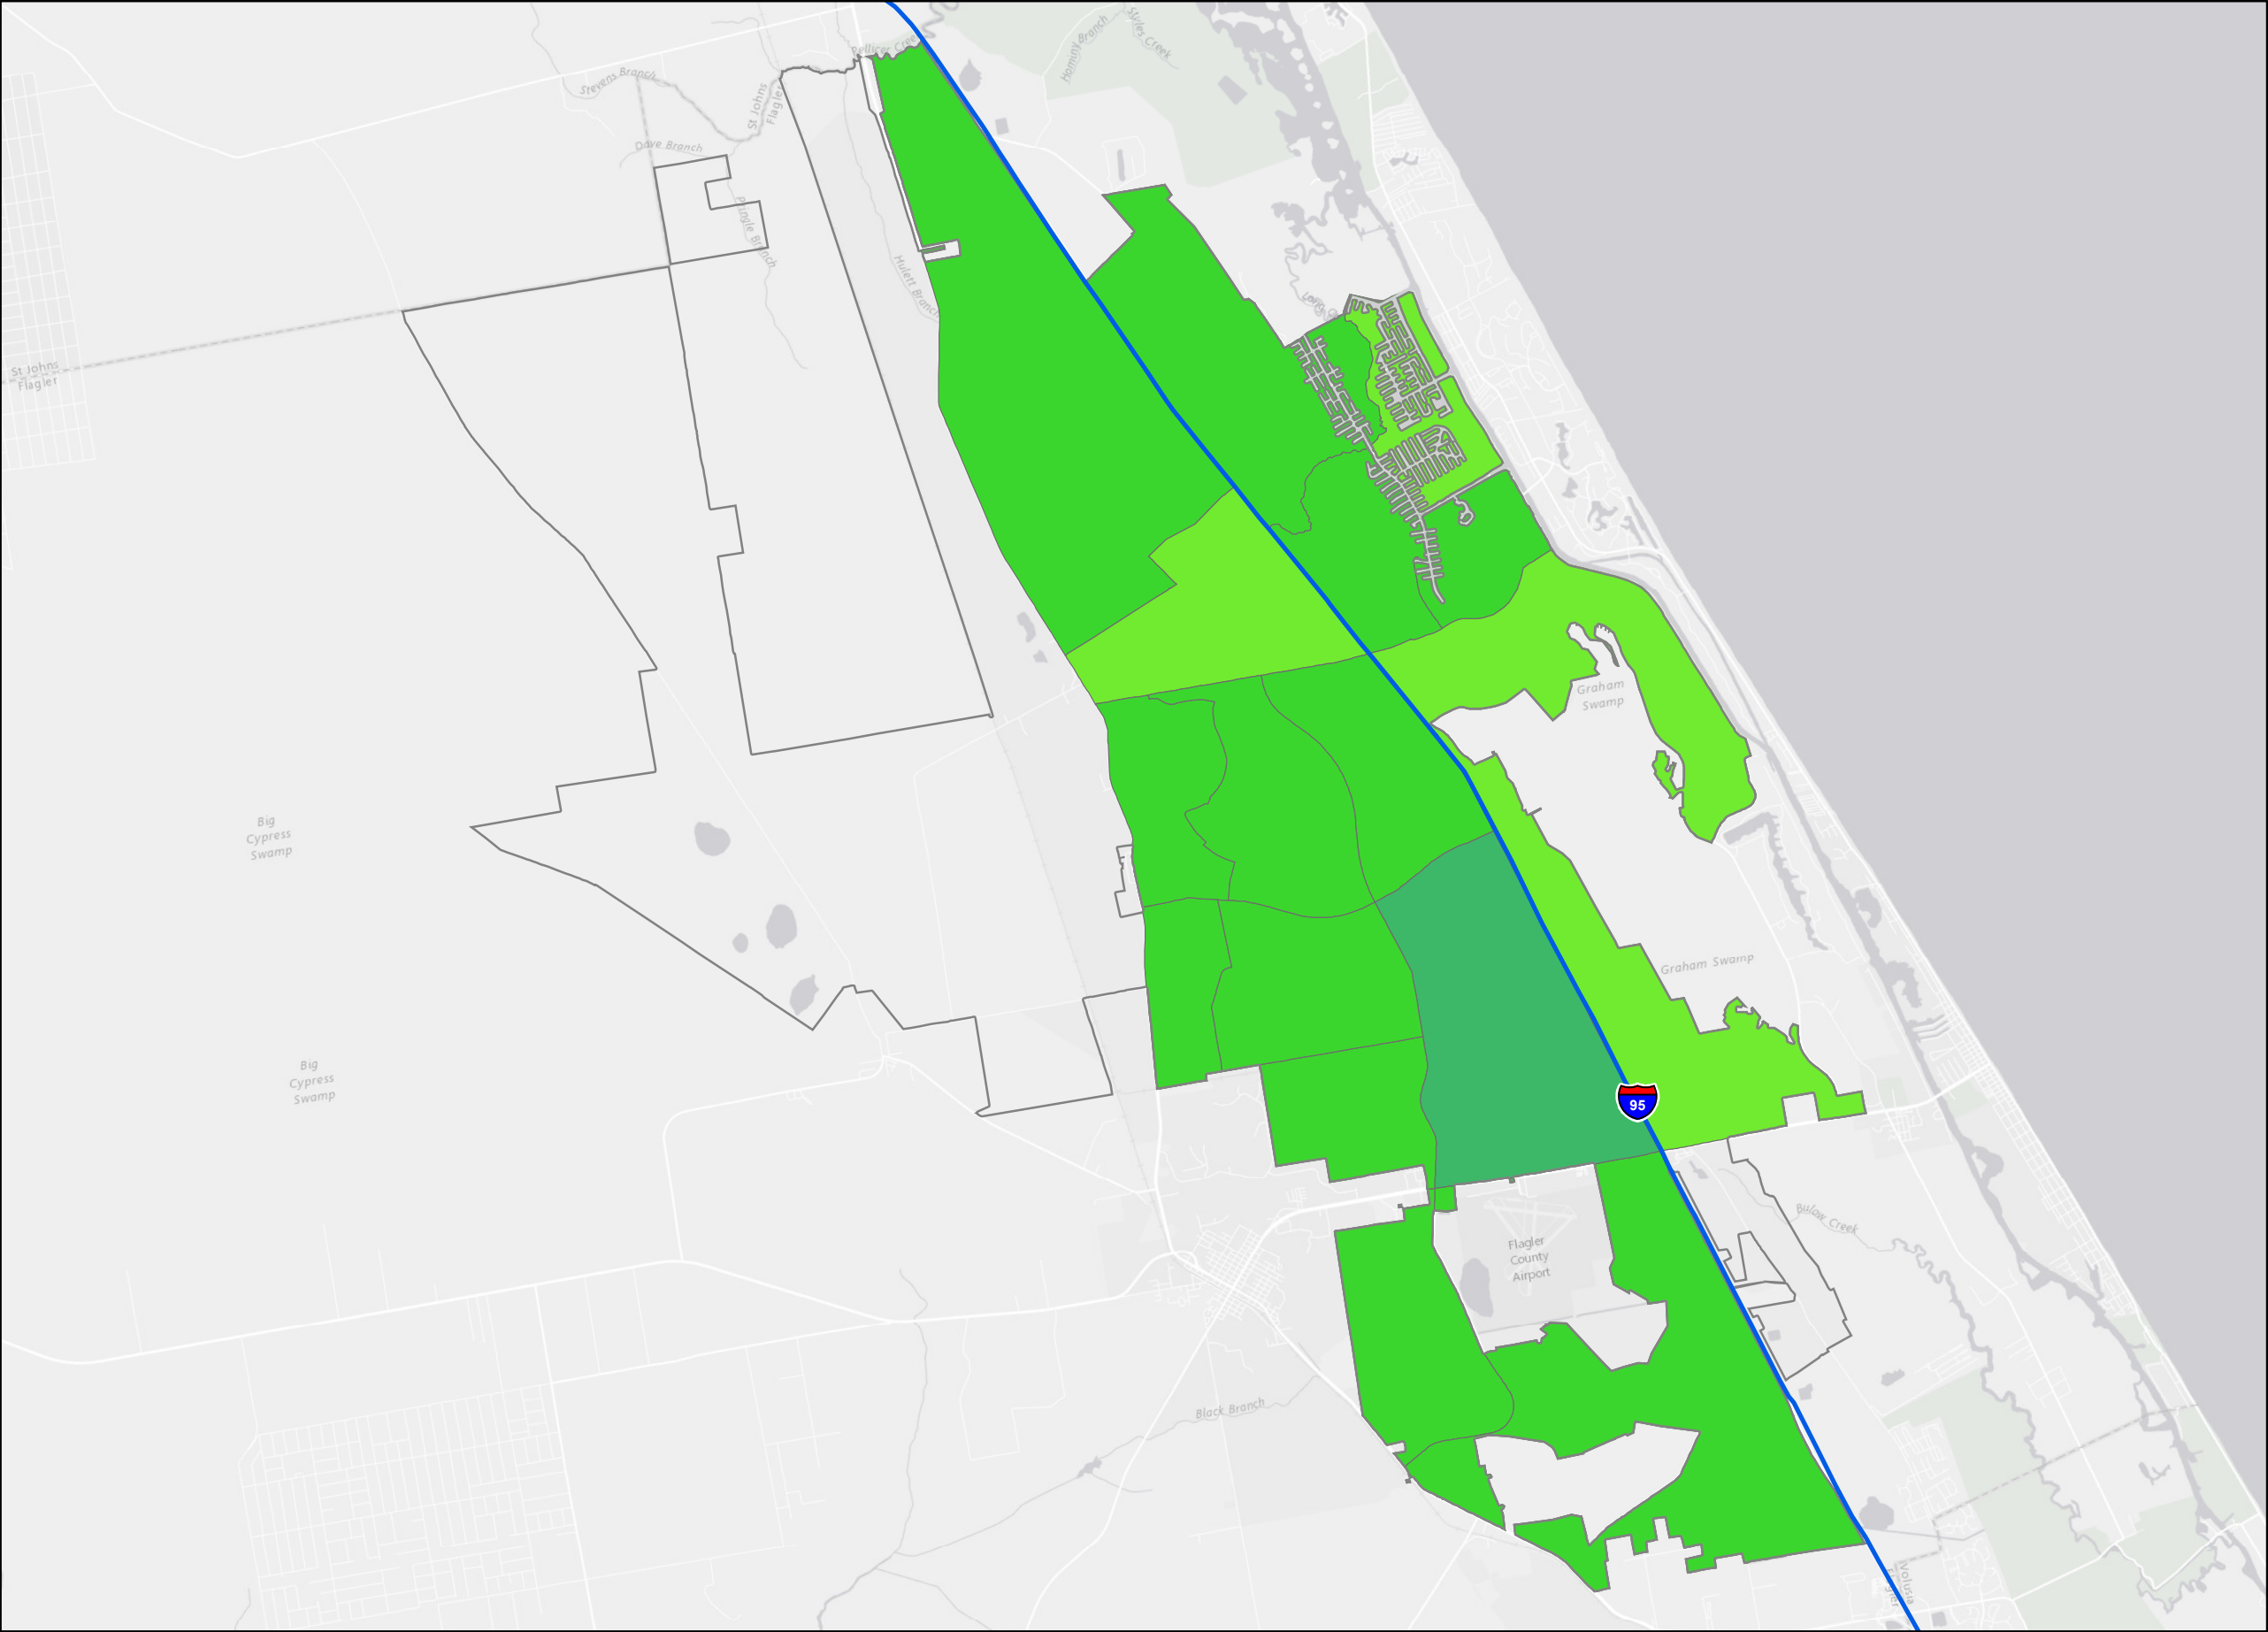 Pellicer Creek
Hominy Branch
Styles Creek
Stevens Branch
St Johns
Flagler
Dave Branch
Pringle Branch
Hulett Branch
St Johns
Flagler
Graham
Swamp
Big
Cypress
Swamp
Graham Swamp
Big
Cypress
Swamp
95
Bulow Creek
Flagler
County
Airport
Black Branch
Volusia
Flagler